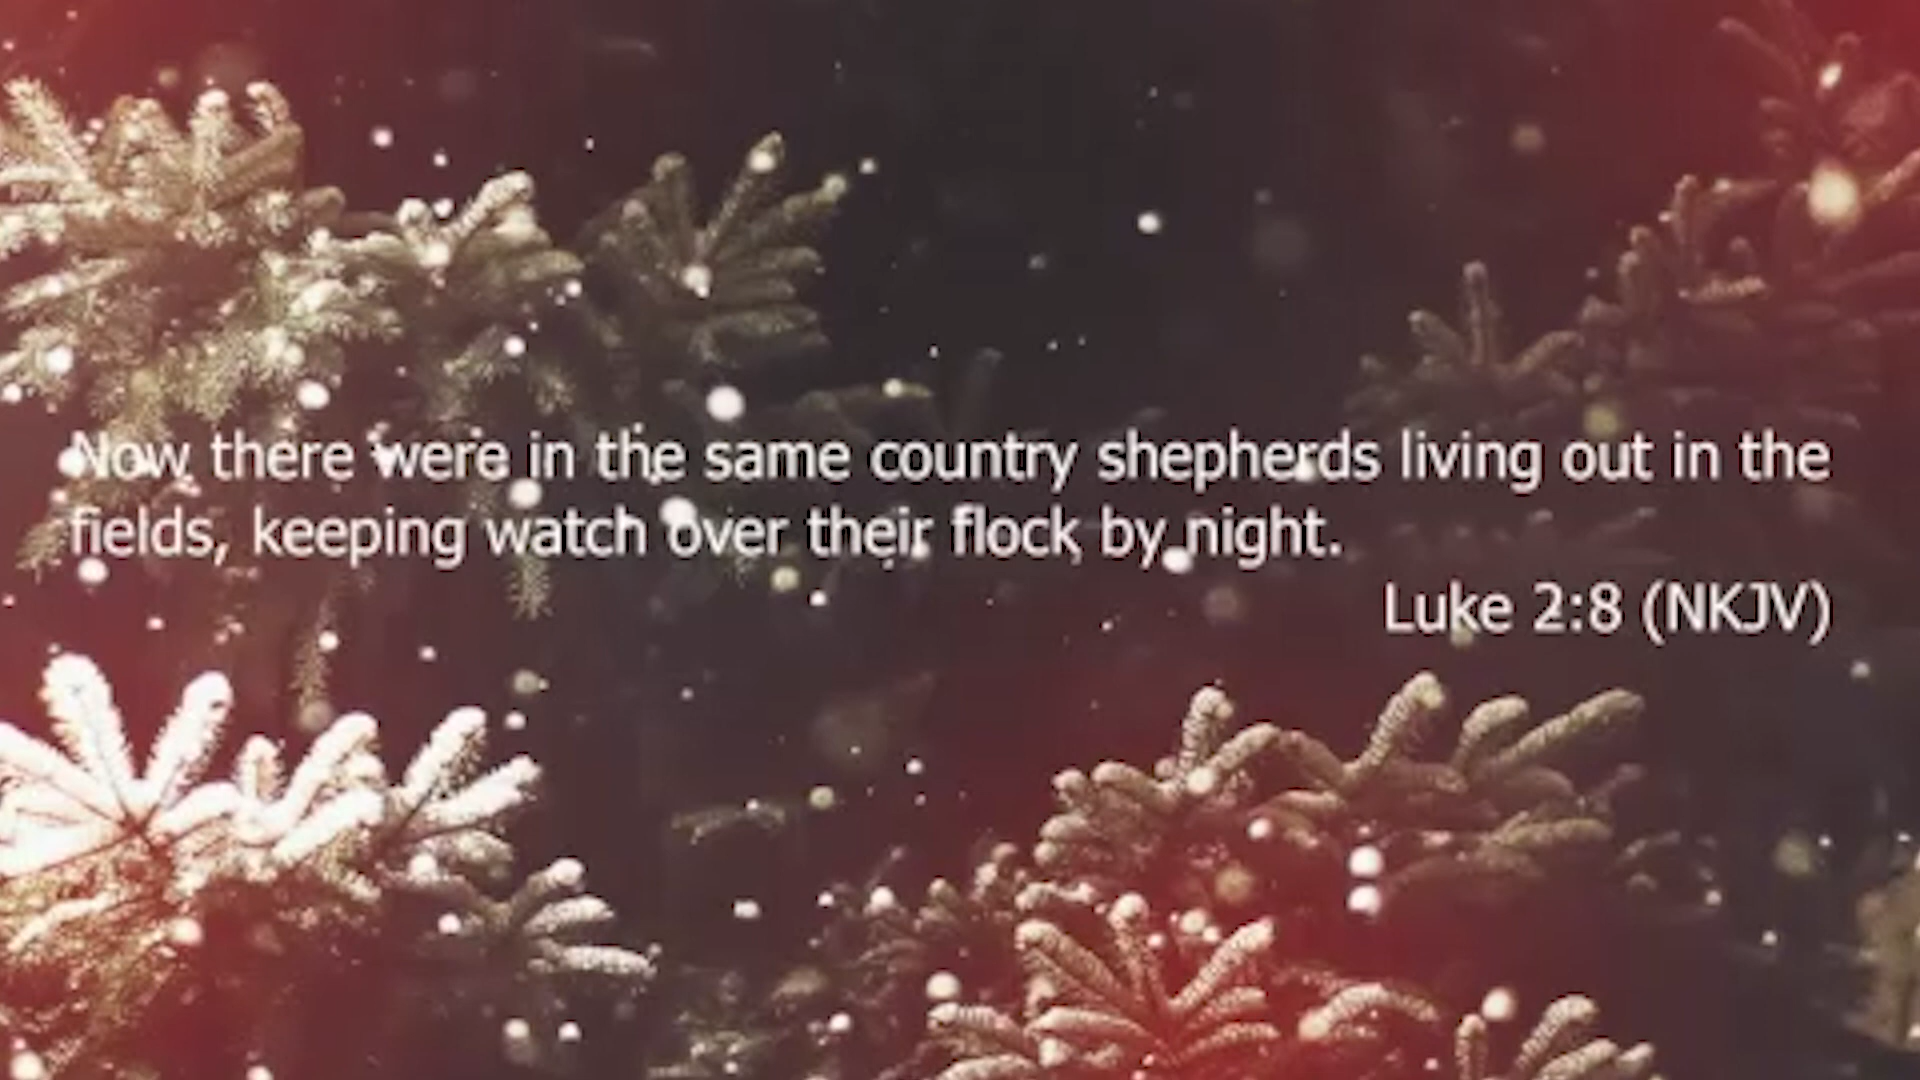 Now there were in the same country shepherds living out in the
fields, keeping watch over their flock by night.
Luke 2:8 (NKJV)